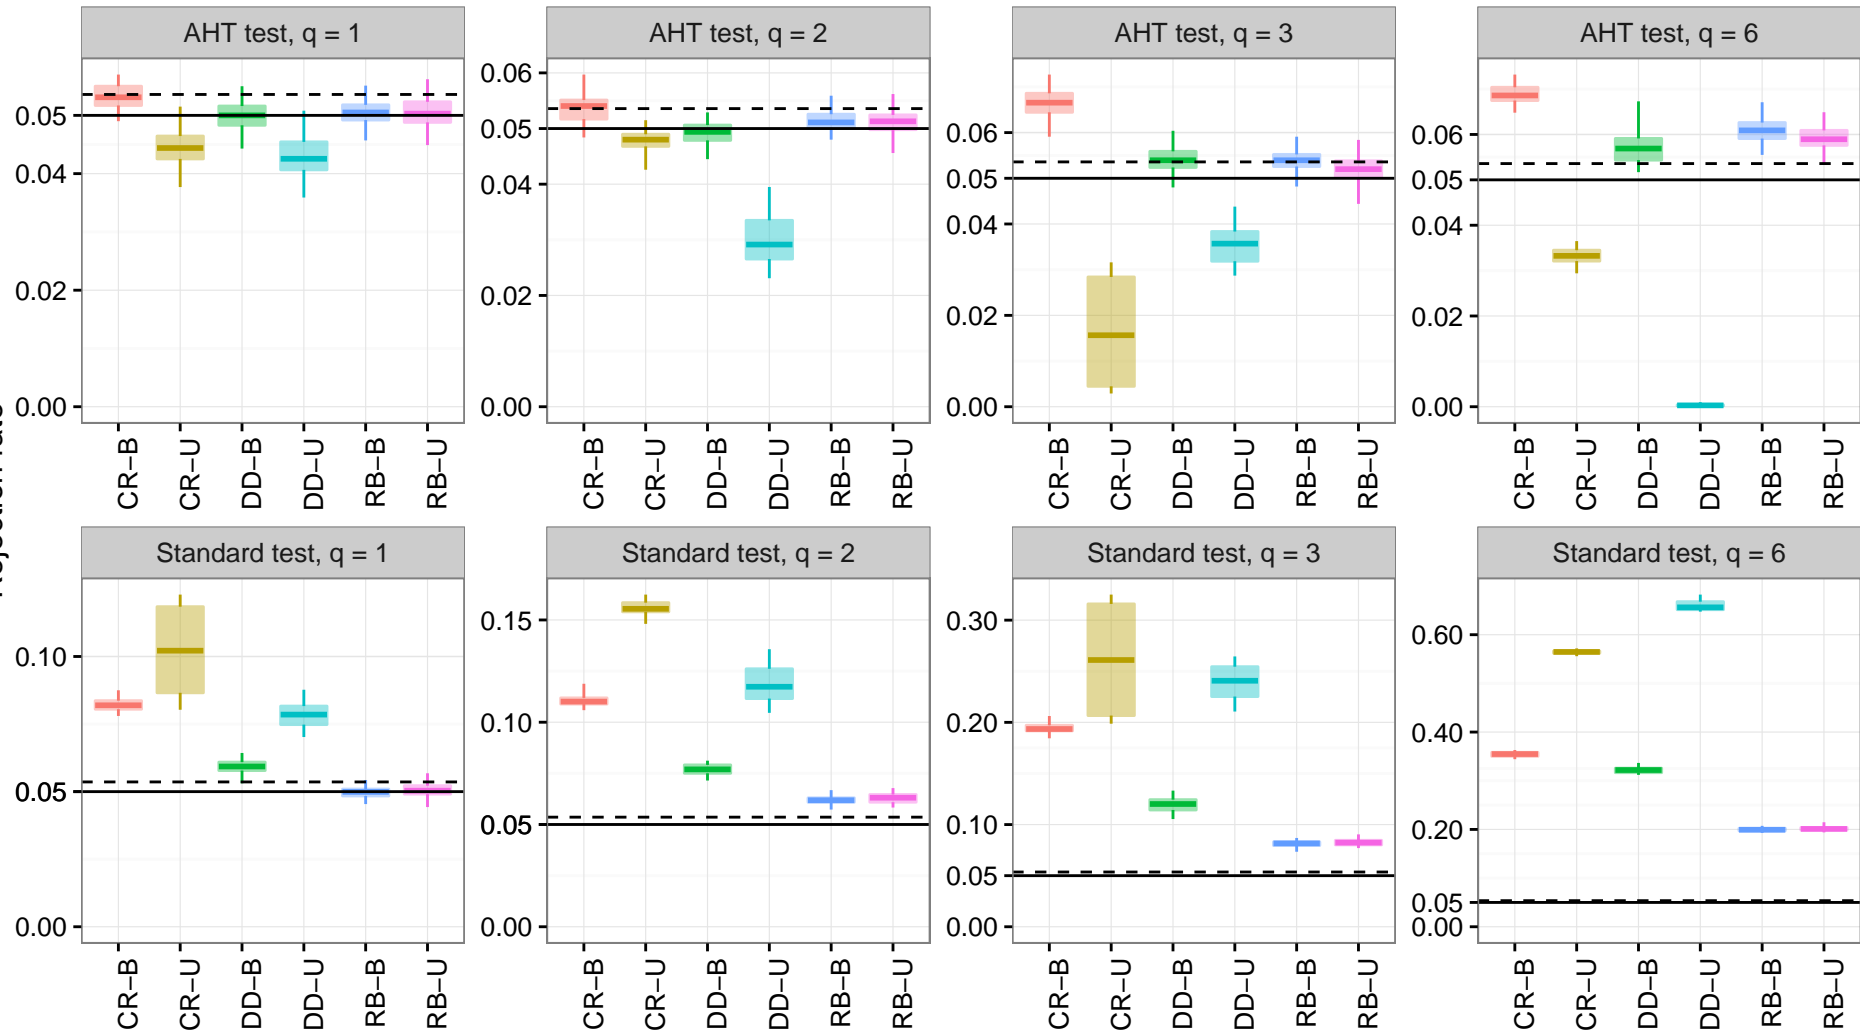 AHT test, q = 1
AHT test, q = 2
AHT test, q = 3
AHT test, q = 6
0.05
0.04
0.02
0.00
0.06
0.05
0.04
0.02
0.00
0.06
0.05
0.04
0.02
0.00
0.06
0.05
0.04
0.02
0.00
CR−B
CR−U
DD−B
DD−U
RB−B
RB−U
CR−B
CR−U
DD−B
DD−U
RB−B
RB−U
CR−B
CR−U
DD−B
DD−U
RB−B
RB−U
CR−B
CR−U
DD−B
DD−U
RB−B
RB−U
Standard test, q = 1
Standard test, q = 2
Standard test, q = 3
Standard test, q = 6
0.10
0.05
0.00
0.15
0.10
0.05
0.00
0.30
0.20
0.10
0.05
0.00
0.60
0.40
0.20
0.05
0.00
CR−B
CR−U
DD−B
DD−U
RB−B
RB−U
CR−B
CR−U
DD−B
DD−U
RB−B
RB−U
CR−B
CR−U
DD−B
DD−U
RB−B
RB−U
CR−B
CR−U
DD−B
DD−U
RB−B
RB−U